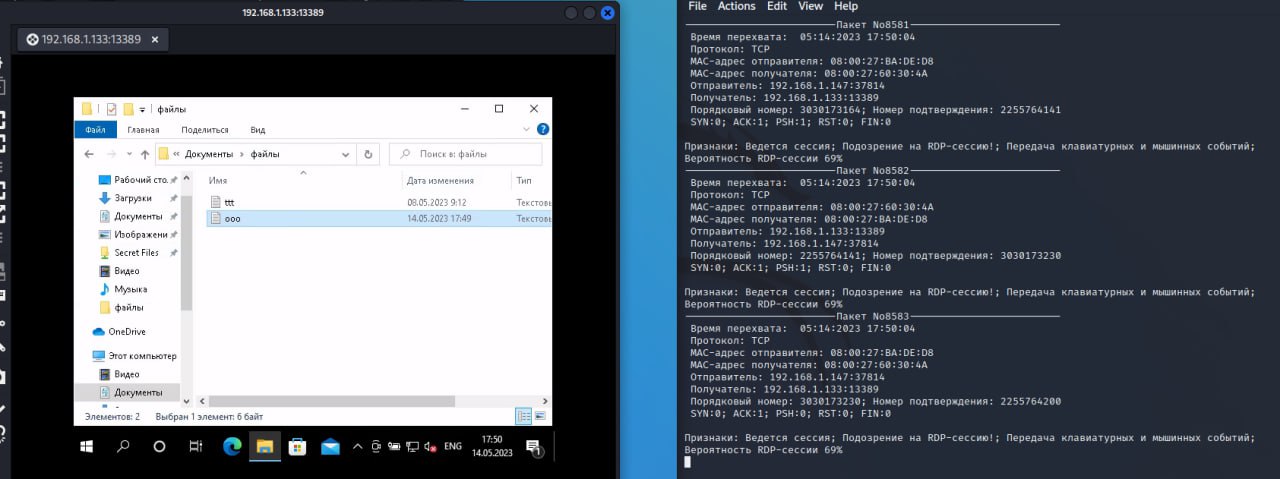 192.168.1.133:13389
192.168.1.133:13389 ×
файлы
Файл Главная Поделиться Вид
« Документы › файлы
Поиск в: файлы
Имя Дата изменения Тип
Рабочий сто.
Загрузки
Документы
Изображени
Secret Files
Видео
Музыка
файлы
OneDrive
Этот компьютер
Видео
Документы
ttt 08.05.2023 9:12 Текстовы
ooo 14.05.2023 17:49 Текстовы
Элементов: 2 Выбран 1 элемент: 6 байт
ENG
17:50
14.05.2023
1
File Actions Edit View Help
Пакет No8581
Время перехвата: 05:14:2023 17:50:04
Протокол: TCP
MAC-адрес отправителя: 08:00:27:BA:DE:D8
MAC-адрес получателя: 08:00:27:60:30:4A
Отправитель: 192.168.1.147:37814
Получатель: 192.168.1.133:13389
Порядковый номер: 3030173164; Номер подтверждения: 2255764141
SYN:0; ACK:1; PSH:1; RST:0; FIN:0
Признаки: Ведется сессия; Подозрение на RDP-сессию!; Передача клавиатурных и мышинных событий;
Вероятность RDP-сессии 69%
Пакет No8582
Время перехвата: 05:14:2023 17:50:04
Протокол: TCP
MAC-адрес отправителя: 08:00:27:60:30:4A
MAC-адрес получателя: 08:00:27:BA:DE:D8
Отправитель: 192.168.1.133:13389
Получатель: 192.168.1.147:37814
Порядковый номер: 2255764141; Номер подтверждения: 3030173230
SYN:0; ACK:1; PSH:1; RST:0; FIN:0
Признаки: Ведется сессия; Подозрение на RDP-сессию!; Передача клавиатурных и мышинных событий;
Вероятность RDP-сессии 69%
Пакет No8583
Время перехвата: 05:14:2023 17:50:04
Протокол: TCP
MAC-адрес отправителя: 08:00:27:BA:DE:D8
MAC-адрес получателя: 08:00:27:60:30:4A
Отправитель: 192.168.1.147:37814
Получатель: 192.168.1.133:13389
Порядковый номер: 3030173230; Номер подтверждения: 2255764200
SYN:0; ACK:1; PSH:0; RST:0; FIN:0
Признаки: Ведется сессия; Подозрение на RDP-сессию!; Передача клавиатурных и мышинных событий;
Вероятность RDP-сессии 69%